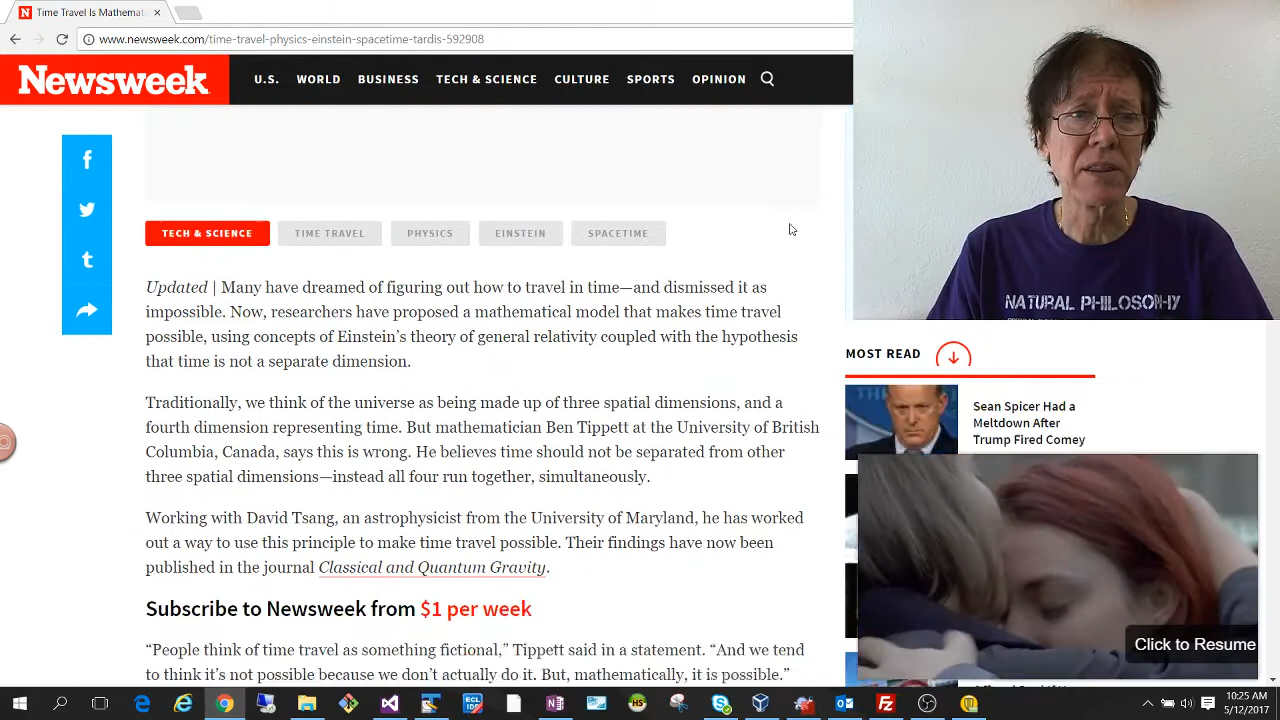 Time Travel Is Mathemat
www.newsweek.com/time-travel-physics-einstein-spacetime-tardis-592908
Newsweek
U.S. WORLD BUSINESS TECH & SCIENCE CULTURE SPORTS OPINION
TECH & SCIENCE TIME TRAVEL PHYSICS EINSTEIN SPACETIME
Updated | Many have dreamed of figuring out how to travel in time—and dismissed it as
impossible. Now, researchers have proposed a mathematical model that makes time travel
possible, using concepts of Einstein's theory of general relativity coupled with the hypothesis
that time is not a separate dimension.
Traditionally, we think of the universe as being made up of three spatial dimensions, and a
fourth dimension representing time. But mathematician Ben Tippett at the University of British
Columbia, Canada, says this is wrong. He believes time should not be separated from other
three spatial dimensions—instead all four run together, simultaneously.
Working with David Tsang, an astrophysicist from the University of Maryland, he has worked
out a way to use this principle to make time travel possible. Their findings have now been
published in the journal Classical and Quantum Gravity.
Subscribe to Newsweek from $1 per week
“People think of time travel as something fictional,” Tippett said in a statement. “And we tend
to think it's not possible because we don't actually do it. But, mathematically, it is possible.”
NATURAL PHILOSOPHY
MOST READ
Sean Spicer Had a
Meltdown After
Trump Fired Comey
Click to Resume
10:25 AM
5/12/2017